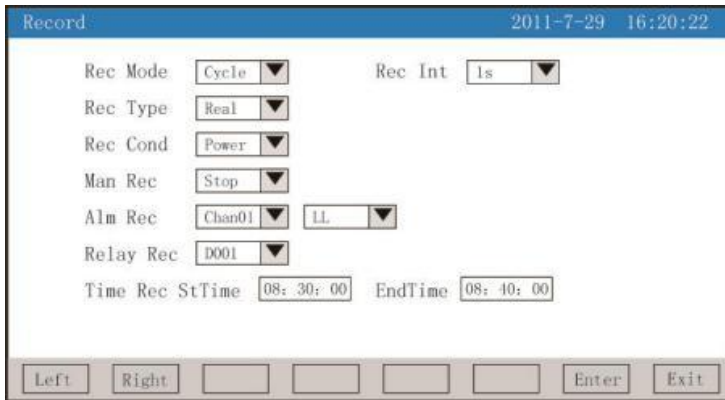 Record 2011-7-29 16:20:22
Rec Mode Cycle Rec Int 1s
Rec Type Real
Rec Cond Power
Man Rec Stop
Alm Rec Chan01 LL
Relay Rec D001
Time Rec StTime 08: 30: 00 EndTime 08: 40: 00
Left Right Enter Exit